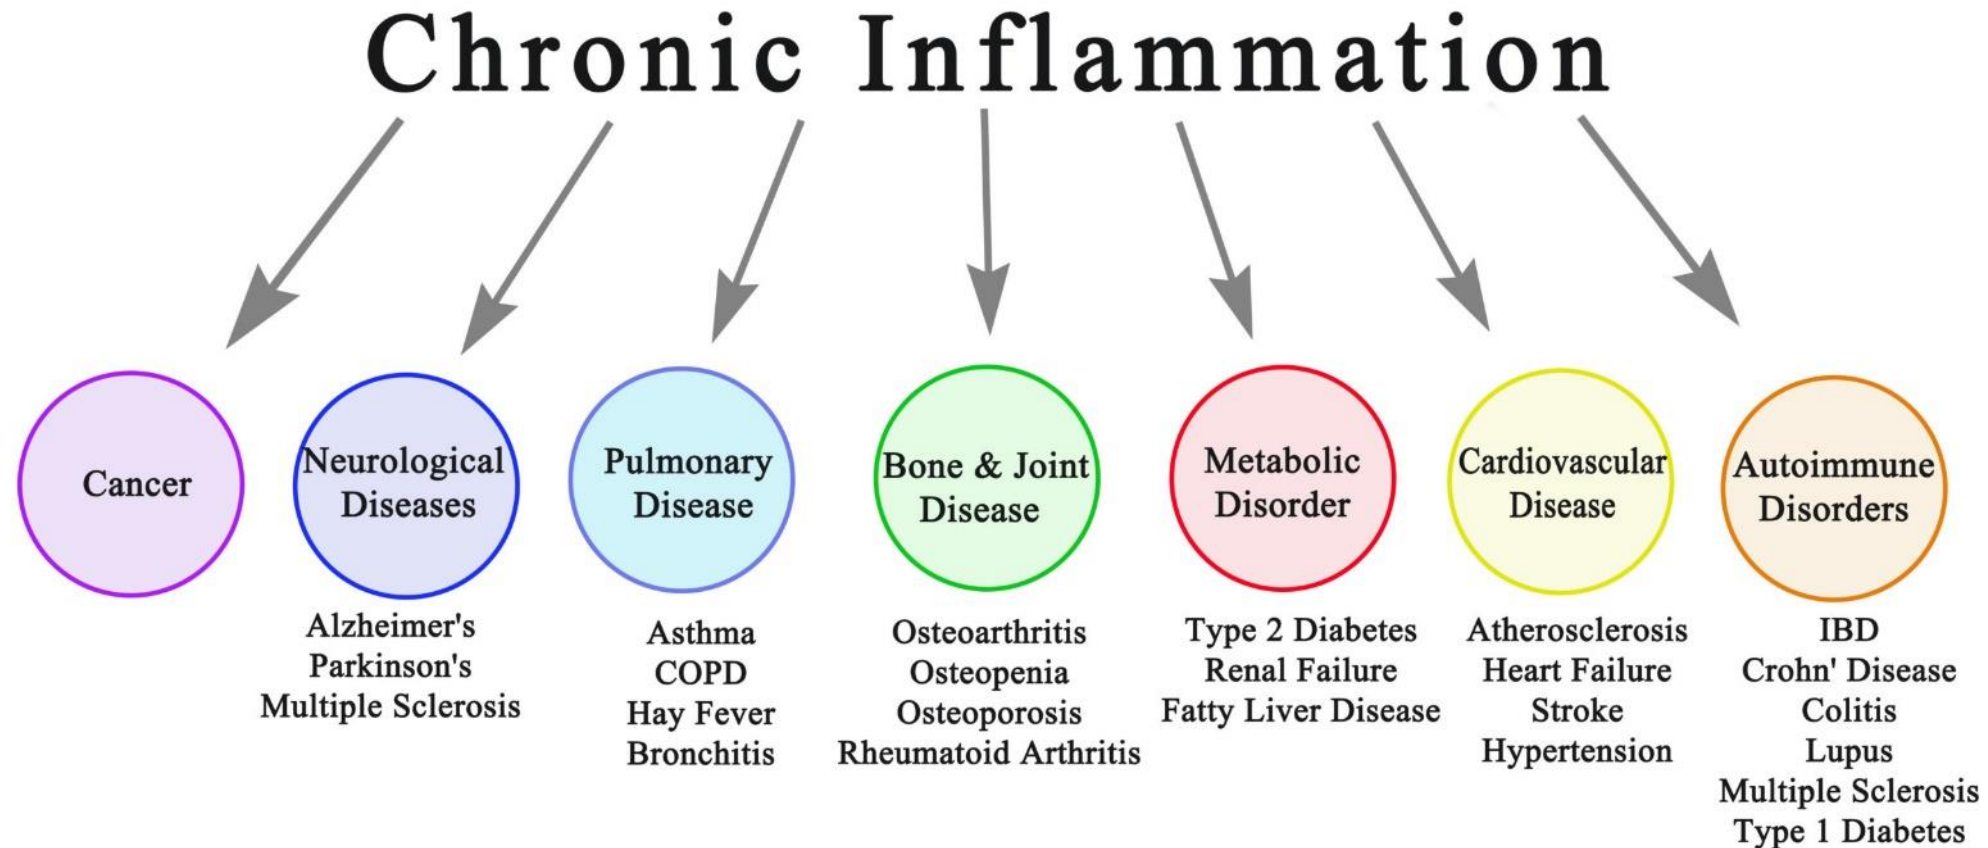 Chronic Inflammation
Cancer
Neurological
Diseases
Alzheimer's
Parkinson's
Multiple Sclerosis
Pulmonary
Disease
Asthma
COPD
Hay Fever
Bronchitis
Bone & Joint
Disease
Osteoarthritis
Osteopenia
Osteoporosis
Rheumatoid Arthritis
Metabolic
Disorder
Type 2 Diabetes
Renal Failure
Fatty Liver Disease
Cardiovascular
Disease
Atherosclerosis
Heart Failure
Stroke
Hypertension
Autoimmune
Disorders
IBD
Crohn' Disease
Colitis
Lupus
Multiple Sclerosis
Type 1 Diabetes